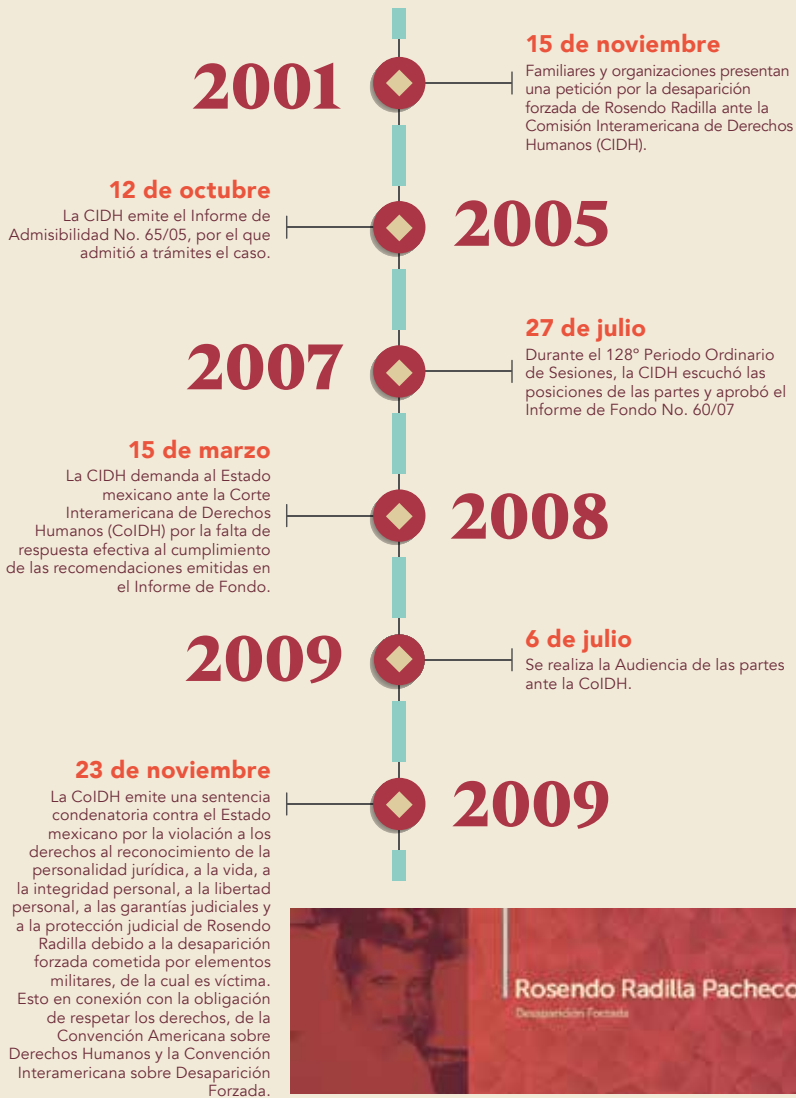 2001
15 de noviembre
Familiares y organizaciones presentan
una petición por la desaparición
forzada de Rosendo Radilla ante la
Comisión Interamericana de Derechos
Humanos (CIDH).
12 de octubre
La CIDH emite el Informe de
Admisibilidad No. 65/05, por el que
admitió a trámites el caso.
2005
2007
27 de julio
Durante el 128º Periodo Ordinario
de Sesiones, la CIDH escuchó las
posiciones de las partes y aprobó el
Informe de Fondo No. 60/07
15 de marzo
La CIDH demanda al Estado
mexicano ante la Corte
Interamericana de Derechos
Humanos (CoIDH) por la falta de
respuesta efectiva al cumplimiento
de las recomendaciones emitidas en
el Informe de Fondo.
2008
2009
6 de julio
Se realiza la Audiencia de las partes
ante la CoIDH.
23 de noviembre
La CoIDH emite una sentencia
condenatoria contra el Estado
mexicano por la violación a los
derechos al reconocimiento de la
personalidad jurídica, a la vida, a
la integridad personal, a la libertad
personal, a las garantías judiciales y
a la protección judicial de Rosendo
Radilla debido a la desaparición
forzada cometida por elementos
militares, de la cual es víctima.
Esto en conexión con la obligación
de respetar los derechos, de la
Convención Americana sobre
Derechos Humanos y la Convención
Interamericana sobre Desaparición
Forzada.
2009
Rosendo Radilla Pacheco
Desaparición Forzada